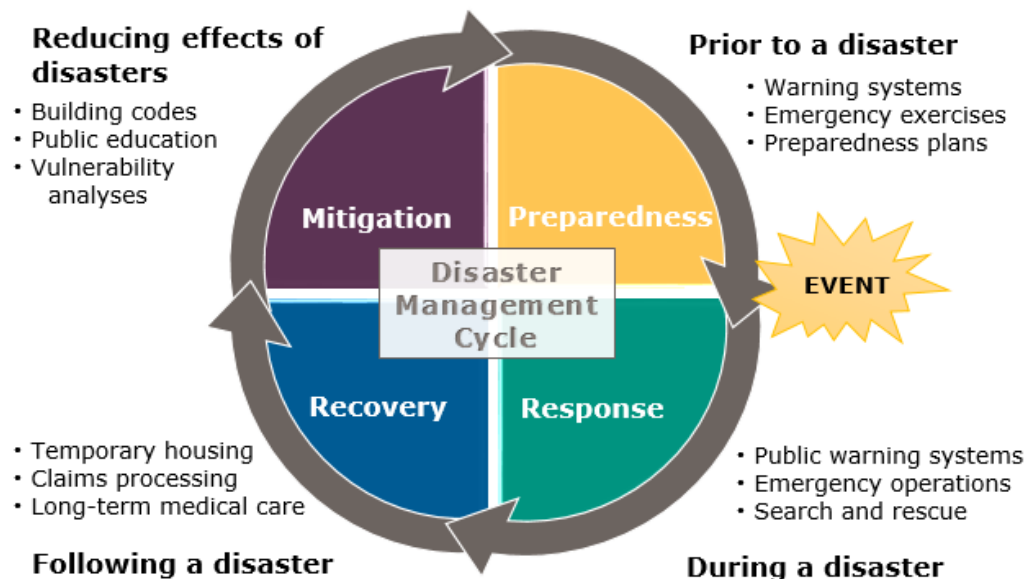 Reducing effects of
disasters
• Building codes
• Public education
• Vulnerability
analyses
Prior to a disaster
• Warning systems
• Emergency exercises
• Preparedness plans
Mitigation
Preparedness
EVENT
Disaster
Management
Cycle
Recovery
Response
• Temporary housing
• Claims processing
• Long-term medical care
Following a disaster
• Public warning systems
• Emergency operations
• Search and rescue
During a disaster